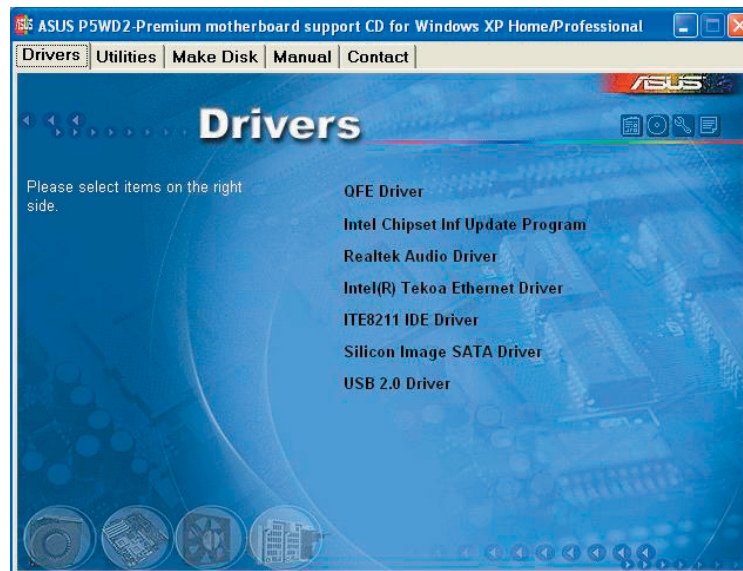 ASUS P5WD2-Premium motherboard support CD for Windows XP Home/Professional
Drivers Utilities Make Disk Manual Contact
ASUS
Drivers
Please select items on the right
side.
QFE Driver
Intel Chipset Inf Update Program
Realtek Audio Driver
Intel(R) Tekoa Ethernet Driver
ITE8211 IDE Driver
Silicon Image SATA Driver
USB 2.0 Driver